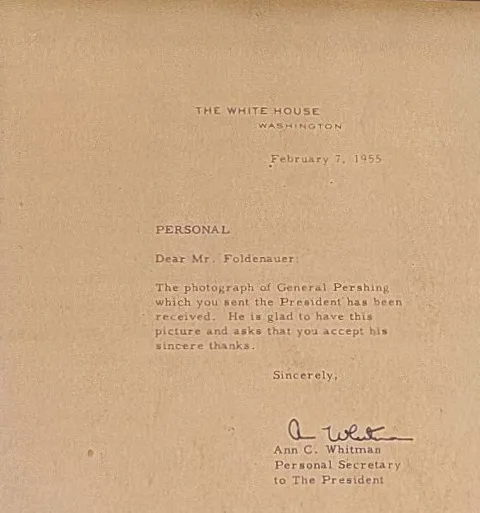 THE WHITE HOUSE
WASHINGTON
February 7, 1955
PERSONAL
Dear Mr. Foldenauer:
The photograph of General Pershing
which you sent the President has been
received. He is glad to have this
picture and asks that you accept his
sincere thanks.
Sincerely,
Ann Whitman
Ann C. Whitman
Personal Secretary
to The President